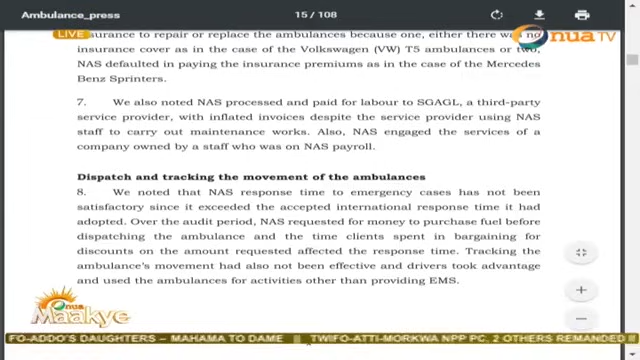 Ambulance_press
15 / 108
insurance to repair or replace the ambulances because one, either there was no
LIVE
onua TV
insurance cover as in the case of the Volkswagen (VW) T5 ambulances or two,
NAS defaulted in paying the insurance premiums as in the case of the Mercedes
Benz Sprinters.
7. We also noted NAS processed and paid for labour to SGAGL, a third-party
service provider, with inflated invoices despite the service provider using NAS
staff to carry out maintenance works. Also, NAS engaged the services of a
company owned by a staff who was on NAS payroll.
Dispatch and tracking the movement of the ambulances
8. We noted that NAS response time to emergency cases has not been
satisfactory since it exceeded the accepted international response time it had
adopted. Over the audit period, NAS requested for money to purchase fuel before
dispatching the ambulance and the time clients spent in bargaining for
discounts on the amount requested affected the response time. Tracking
the ambulance's movement had also not been effective and drivers took advantage
and used the ambulances for activities other than providing EMS.
onua
Maakye
FO-ADDO'S DAUGHTERS – MAHAMA TO DAME || TWIFO-ATTI-MORKWA NPP PC, 2 OTHERS REMANDED